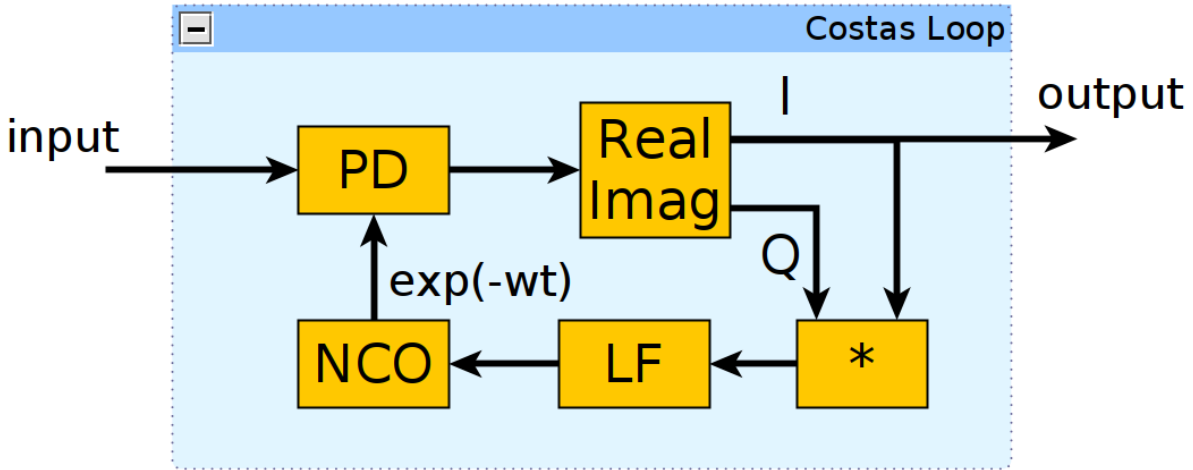 Costas Loop
input
PD
Real
Imag
I
output
Q
exp(-wt)
NCO
LF
*